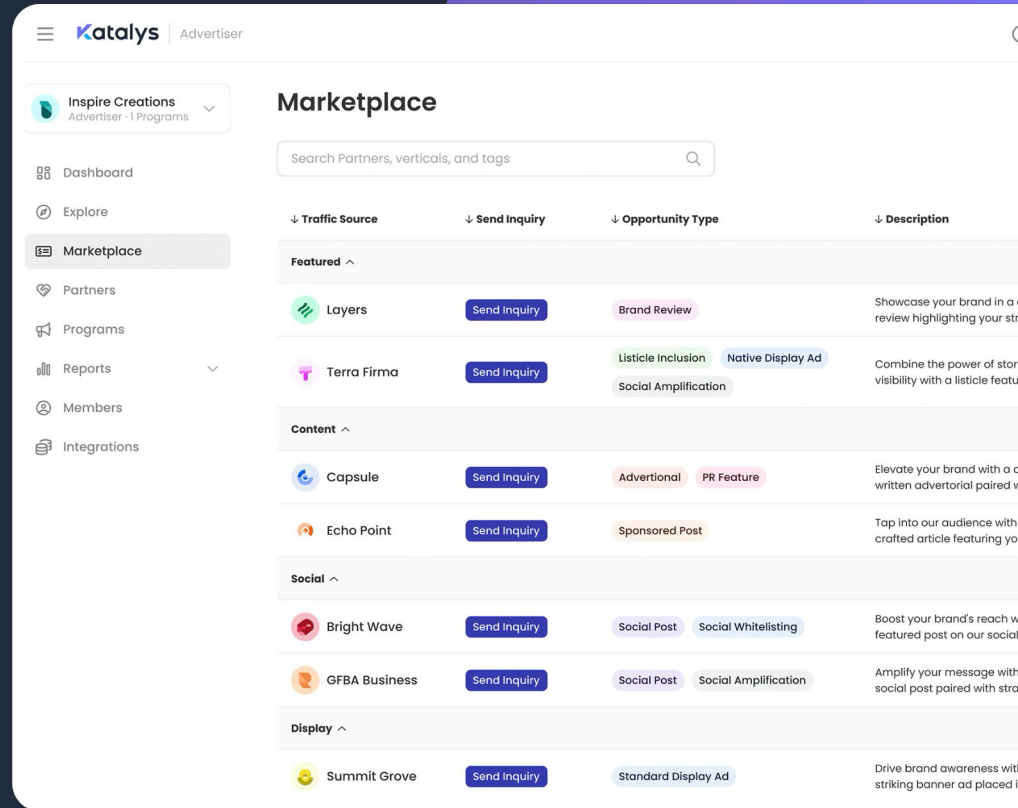 Katalys Advertiser
Inspire Creations
Advertiser · 1 Programs
Dashboard
Explore
Marketplace
Partners
Programs
Reports
Members
Integrations
Marketplace
Search Partners, verticals, and tags
↓ Traffic Source ↓ Send Inquiry ↓ Opportunity Type ↓ Description
Featured
Layers Send Inquiry Brand Review
Showcase your brand in a
review highlighting your
Terra Firma Send Inquiry
Listicle Inclusion Native Display Ad
Social Amplification
Combine the power of
visibility with a listicle
Content
Capsule Send Inquiry Advertional PR Feature
Elevate your brand with a
written advertorial paired
Echo Point Send Inquiry Sponsored Post
Tap into our audience with
crafted article featuring
Social
Bright Wave Send Inquiry Social Post Social Whitelisting
Boost your brand's reach
featured post on our social
GFBA Business Send Inquiry Social Post Social Amplification
Amplify your message with
social post paired with
Display
Summit Grove Send Inquiry Standard Display Ad
Drive brand awareness
striking banner ad placed